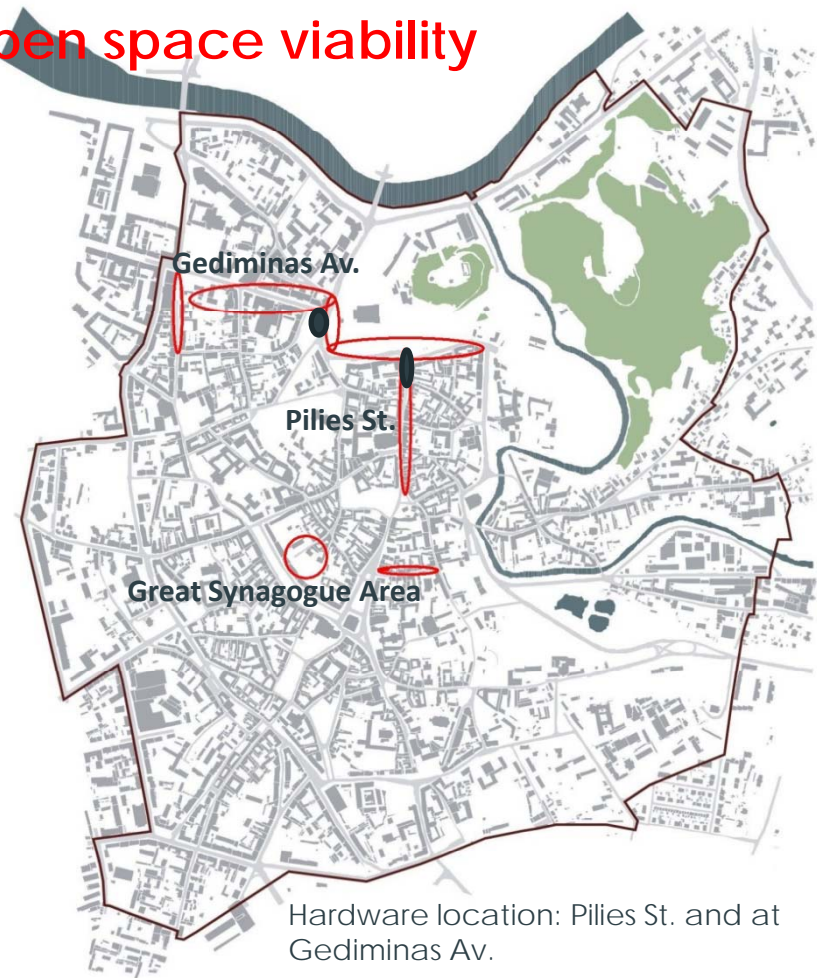 pen space viability
Gediminas Av.
Pilies St.
Great Synagogue Area
Hardware location: Pilies St. and at
Gediminas Av.